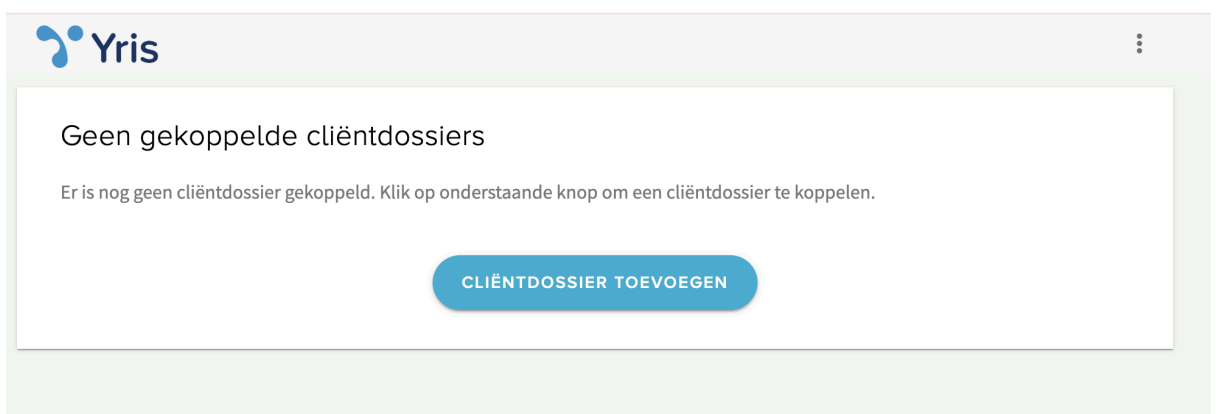 Yris
Geen gekoppelde cliëntdossiers
Er is nog geen cliëntdossier gekoppeld. Klik op onderstaande knop om een cliëntdossier te koppelen.
CLIËNTDOSSIER TOEVOEGEN